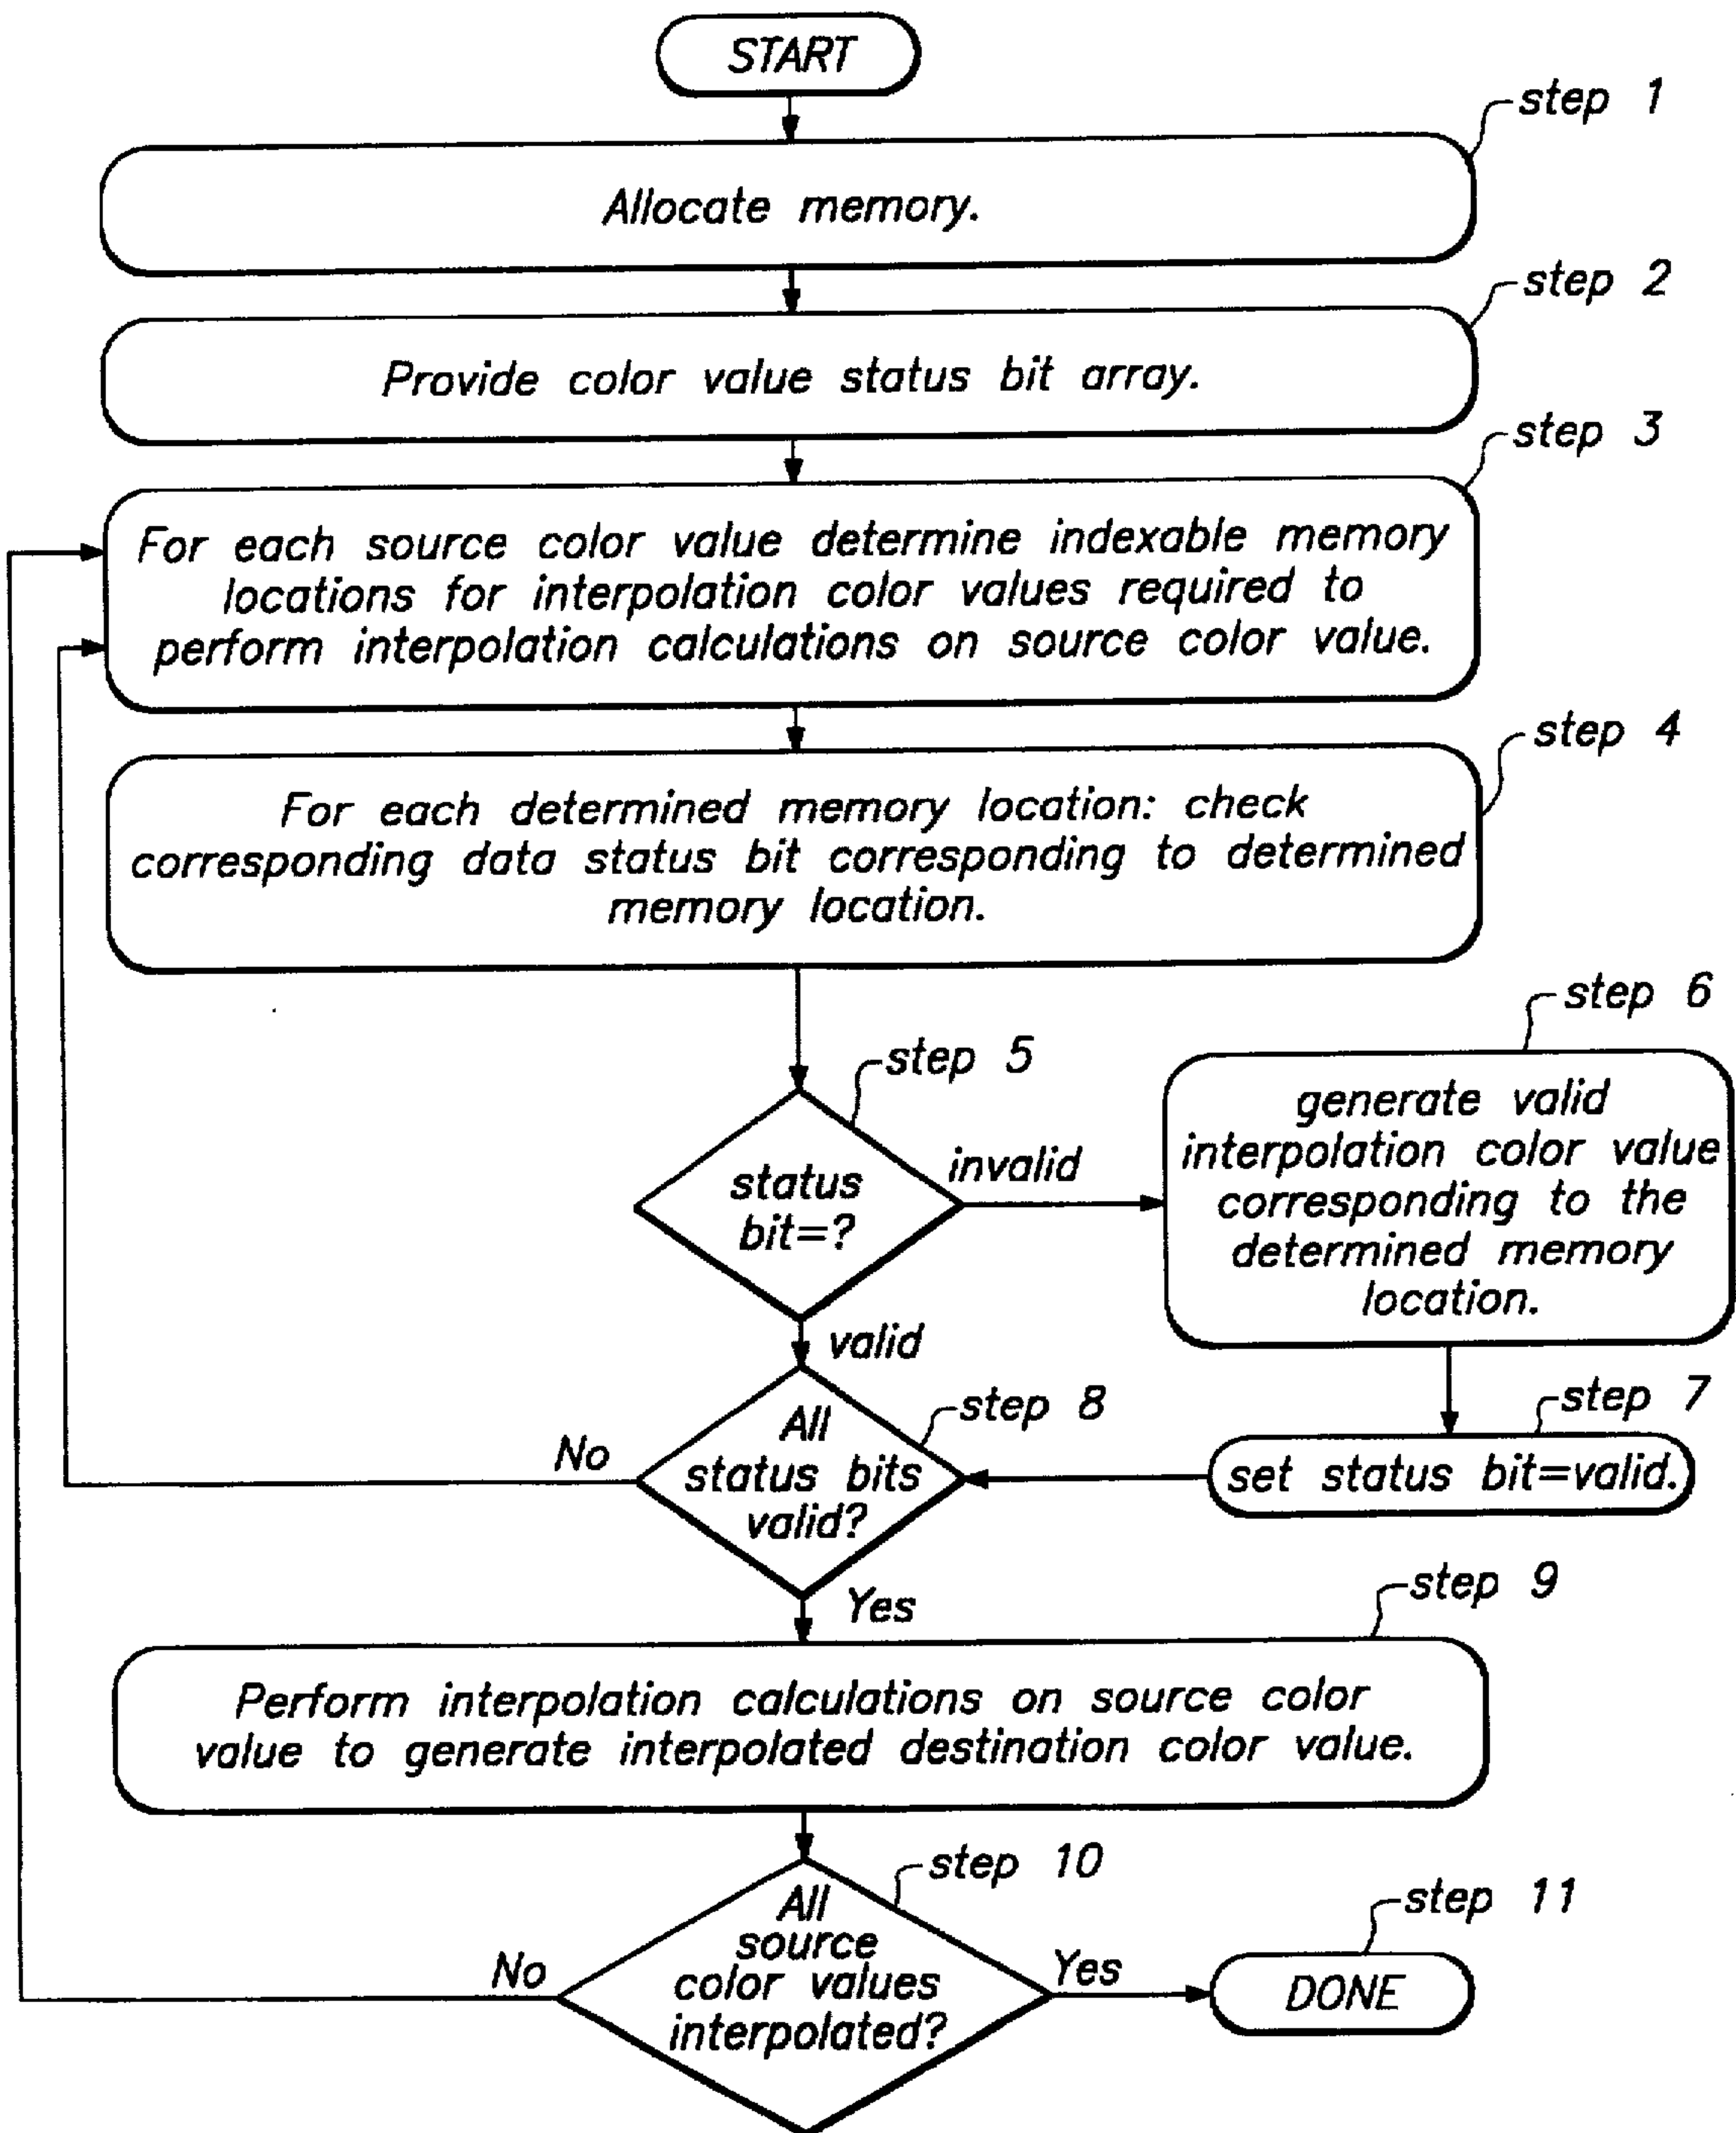 START
step 1
Allocate memory.
step 2
Provide color value status bit array.
step 3
For each source color value determine indexable memory
locations for interpolation color values required to
perform interpolation calculations on source color value.
step 4
For each determined memory location: check
corresponding data status bit corresponding to determined
memory location.
step 5
status
bit=?
invalid
valid
step 6
generate valid
interpolation color value
corresponding to the
determined memory
location.
step 7
set status bit=valid.
step 8
All
status bits
valid?
No
Yes
step 9
Perform interpolation calculations on source color
value to generate interpolated destination color value.
step 10
All
source
color values
interpolated?
No
Yes
step 11
DONE